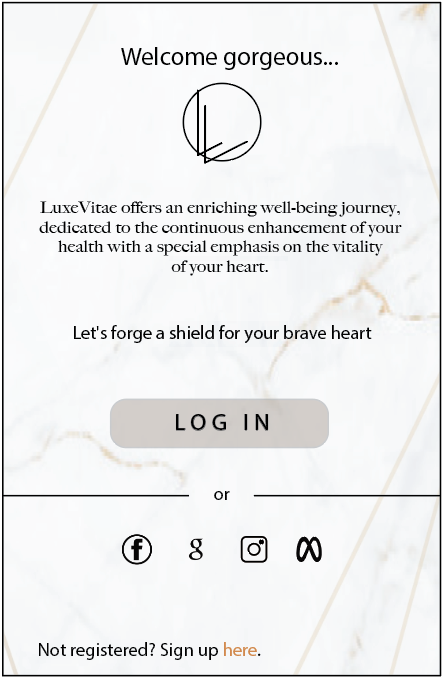 Welcome gorgeous...
LuxeVitae offers an enriching well-being journey,
dedicated to the continuous enhancement of your
health with a special emphasis on the vitality
of your heart.
Let's forge a shield for your brave heart
LOG IN
or
Not registered? Sign up here.